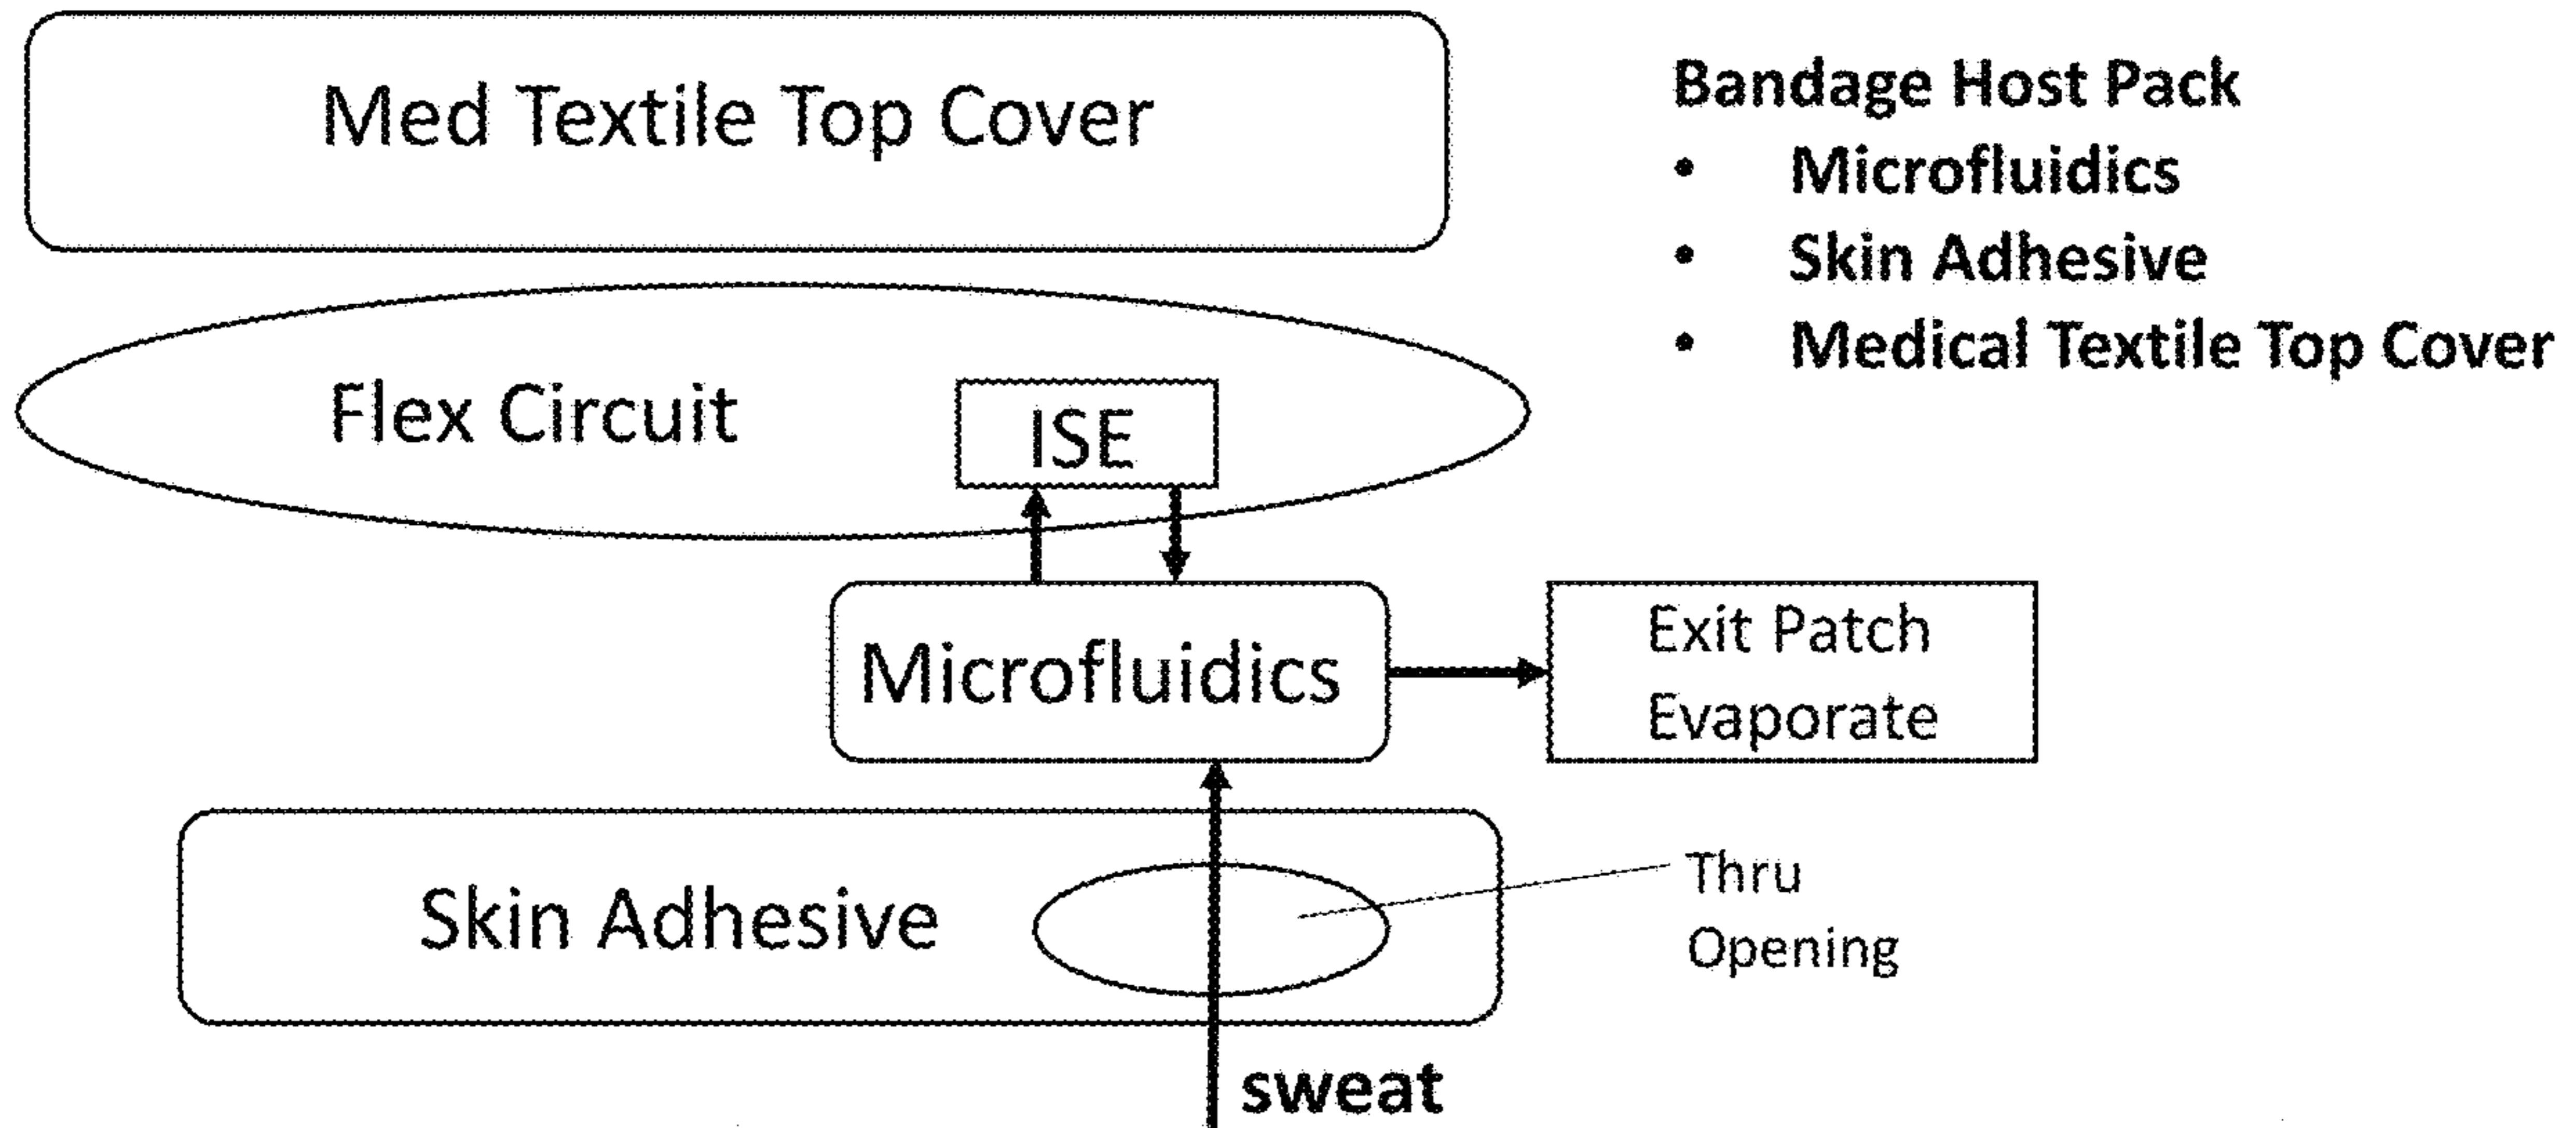 Med Textile Top Cover
Bandage Host Pack
• Microfluidics
• Skin Adhesive
• Medical Textile Top Cover
Flex Circuit
ISE
Microfluidics
Exit Patch
Evaporate
Skin Adhesive
Thru
Opening
sweat